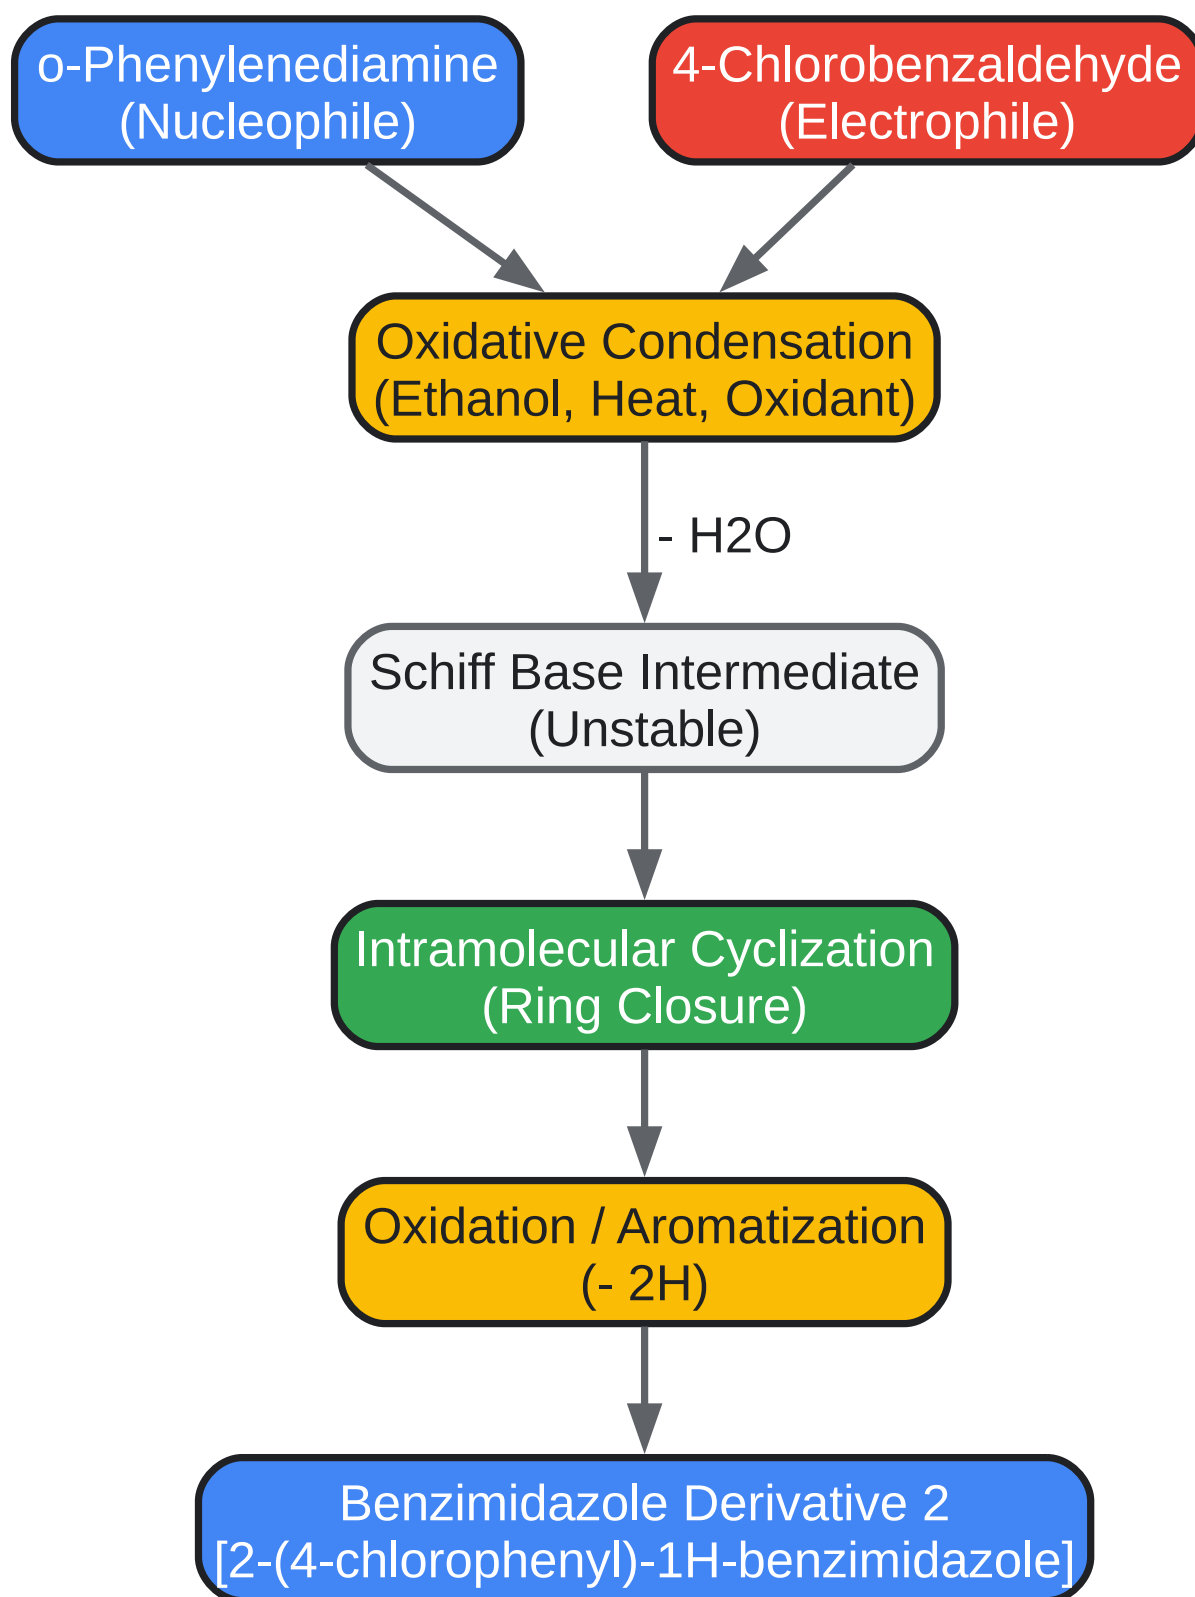 o-Phenylenediamine
(Nucleophile)
4-Chlorobenzaldehyde
(Electrophile)
Oxidative Condensation
(Ethanol, Heat, Oxidant)
- H2O
Schiff Base Intermediate
(Unstable)
Intramolecular Cyclization
(Ring Closure)
Oxidation / Aromatization
(- 2H)
Benzimidazole Derivative 2
[2-(4-chlorophenyl)-1H-benzimidazole]